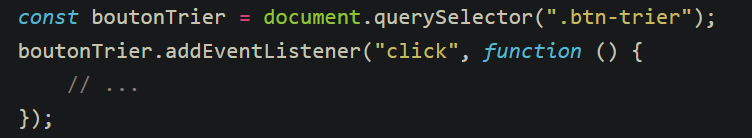 const boutonTrier = document.querySelector(".btn-trier");
boutonTrier.addEventListener("click", function () {
    // ...
});